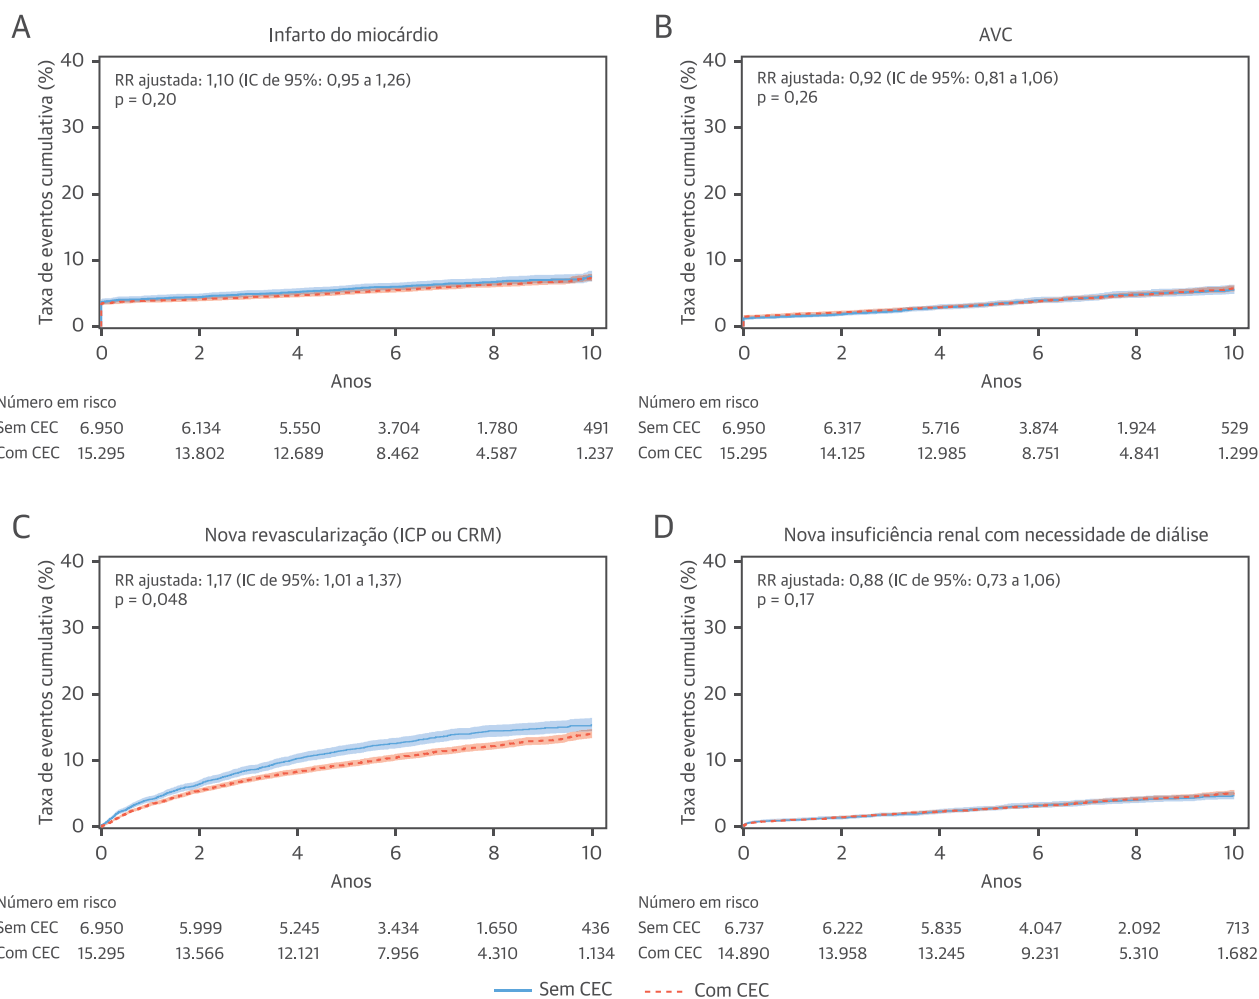 A
Infarto do miocárdio
RR ajustada: 1,10 (IC de 95%: 0,95 a 1,26)
p = 0,20
Taxa de eventos cumulativa (%)
40
30
20
10
0
0 2 4 6 8 10
Anos
Número em risco
Sem CEC 6.950 6.134 5.550 3.704 1.780 491
Com CEC 15.295 13.802 12.689 8.462 4.587 1.237
B
AVC
RR ajustada: 0,92 (IC de 95%: 0,81 a 1,06)
p = 0,26
Taxa de eventos cumulativa (%)
40
30
20
10
0
0 2 4 6 8 10
Anos
Número em risco
Sem CEC 6.950 6.317 5.716 3.874 1.924 529
Com CEC 15.295 14.125 12.985 8.751 4.841 1.299
C
Nova revascularização (ICP ou CRM)
RR ajustada: 1,17 (IC de 95%: 1,01 a 1,37)
p = 0,048
Taxa de eventos cumulativa (%)
40
30
20
10
0
0 2 4 6 8 10
Anos
Número em risco
Sem CEC 6.950 5.999 5.245 3.434 1.650 436
Com CEC 15.295 13.566 12.121 7.956 4.310 1.134
D
Nova insuficiência renal com necessidade de diálise
RR ajustada: 0,88 (IC de 95%: 0,73 a 1,06)
p = 0,17
Taxa de eventos cumulativa (%)
40
30
20
10
0
0 2 4 6 8 10
Anos
Número em risco
Sem CEC 6.737 6.222 5.835 4.047 2.092 713
Com CEC 14.890 13.958 13.245 9.231 5.310 1.682
Sem CEC Com CEC